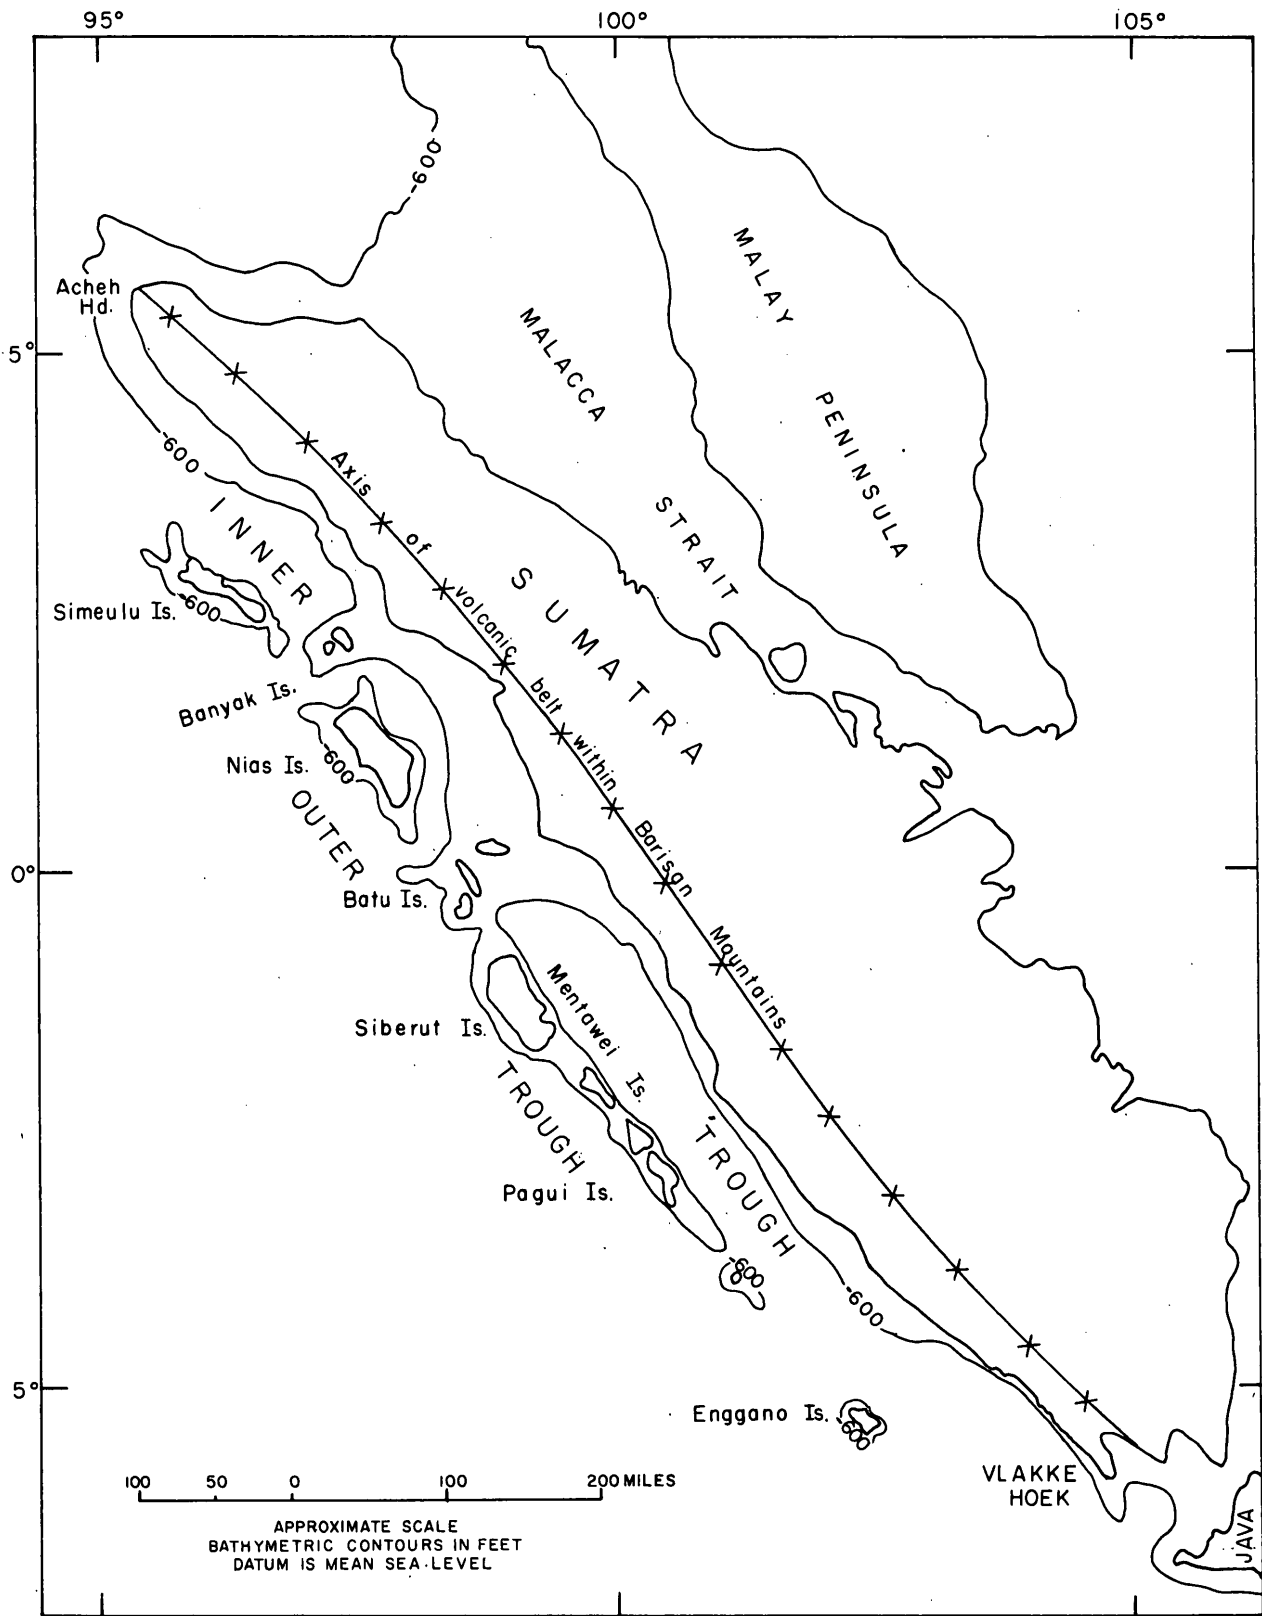 95° 100° 105°
-600
Acheh
Hd.
5°
MALAY
PENINSULA
MALACCA
STRAIT
-600
INNER
TROUGH
SUMATRA
Axis of volcanic belt within Barisan Mountains
Simeulu Is.
-600
Banyak Is.
Nias Is.
-600
OUTER
TROUGH
0°
Batu Is.
Siberut Is.
Mentawei Is.
Pagui Is.
-600
-600
5°
Enggano Is.
-600
VLAKKE
HOEK
JAVA
100 50 0 100 200 MILES
APPROXIMATE SCALE
BATHYMETRIC CONTOURS IN FEET
DATUM IS MEAN SEA-LEVEL